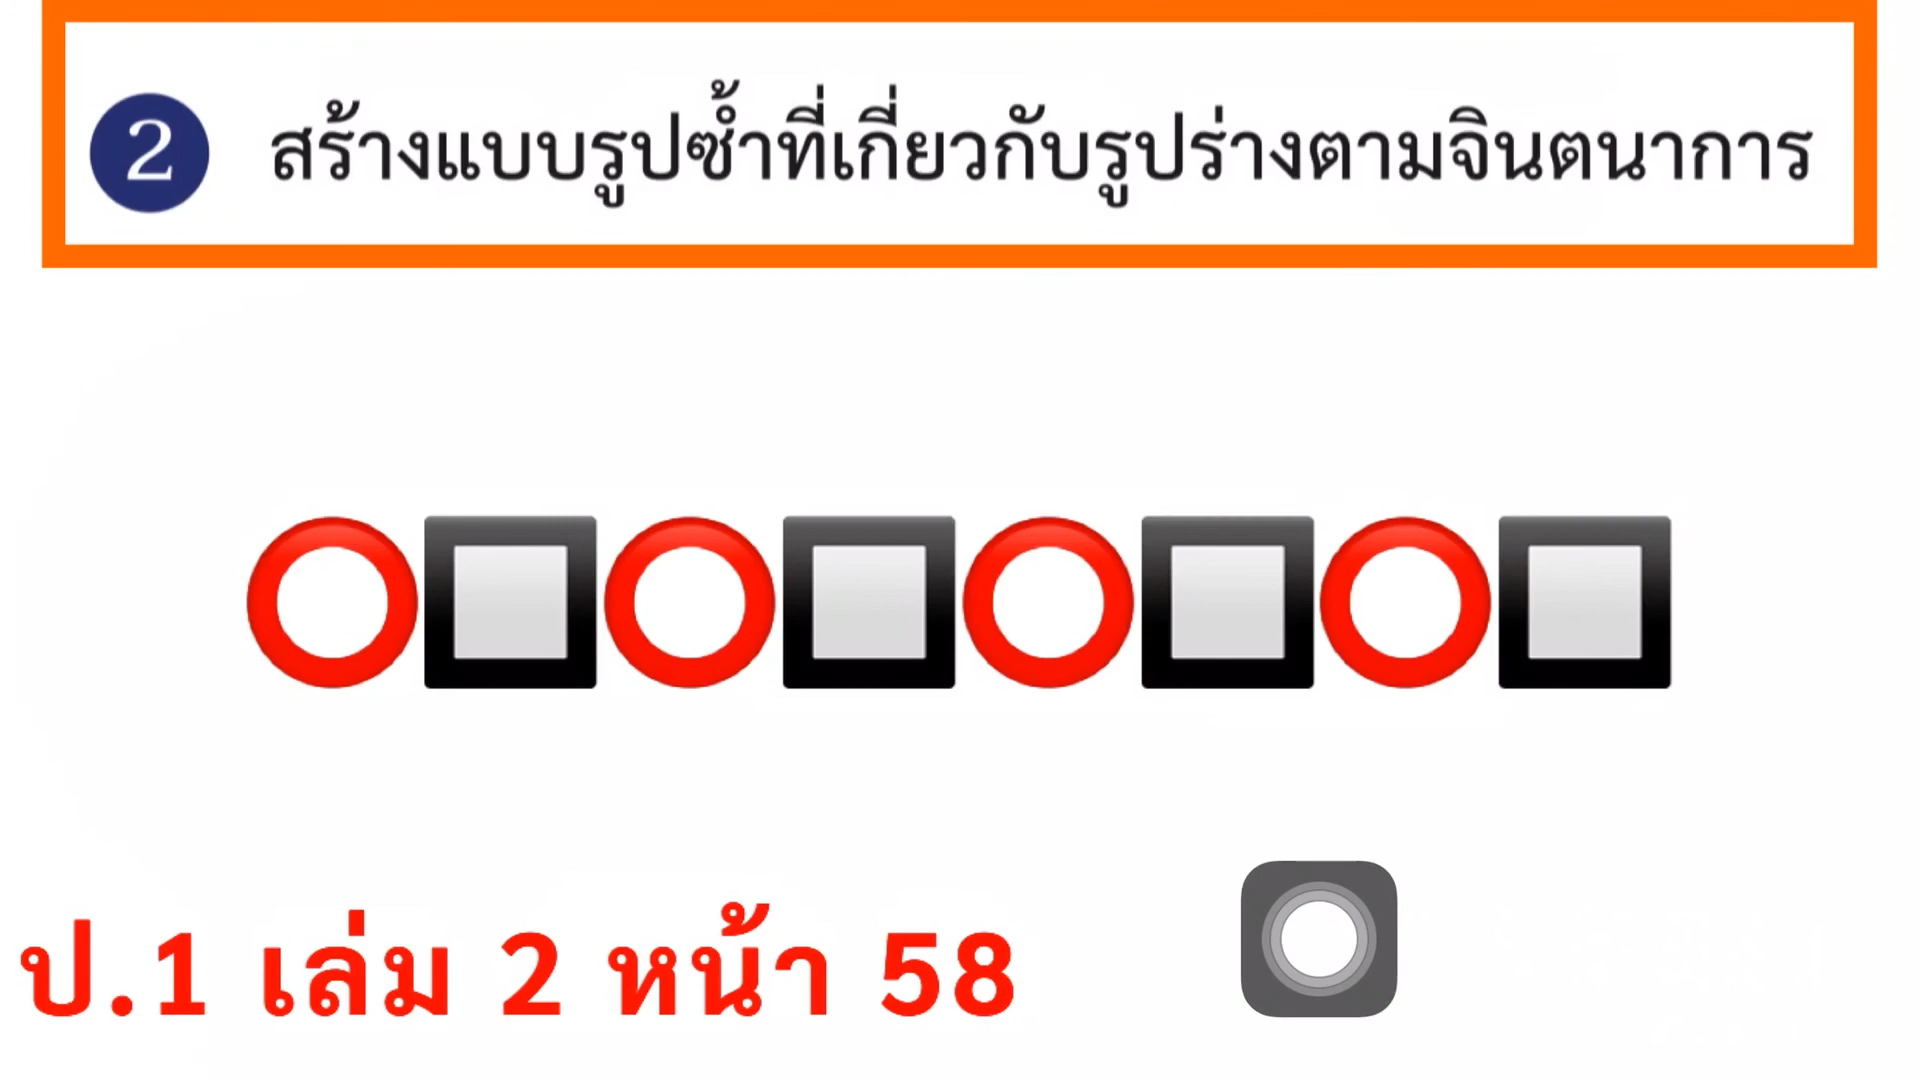 2 สร้างแบบรูปซ้ำที่เกี่ยวกับรูปร่างตามจินตนาการ
ป.1 เล่ม 2 หน้า 58